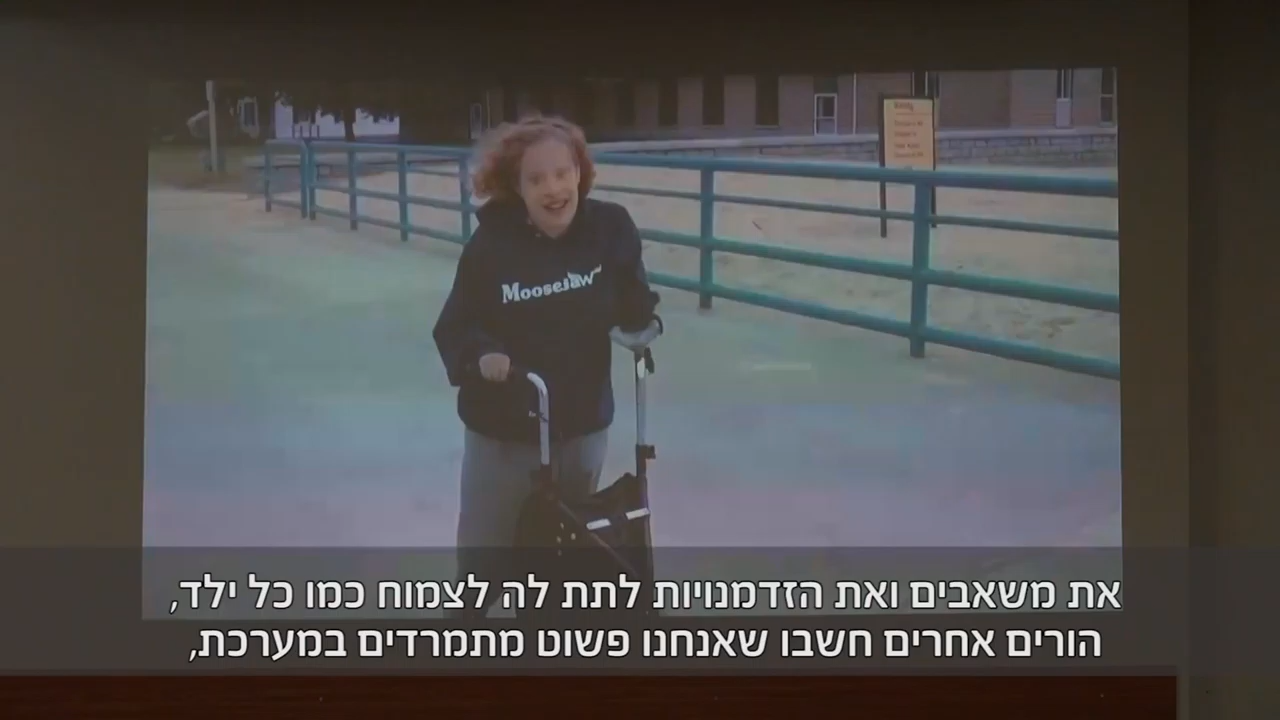 Moosejaw
את משאבים ואת הזדמנויות לתת לה לצמוח כמו כל ילד,
הורים אחרים חשבו שאנחנו פשוט מתמרדים במערכת,